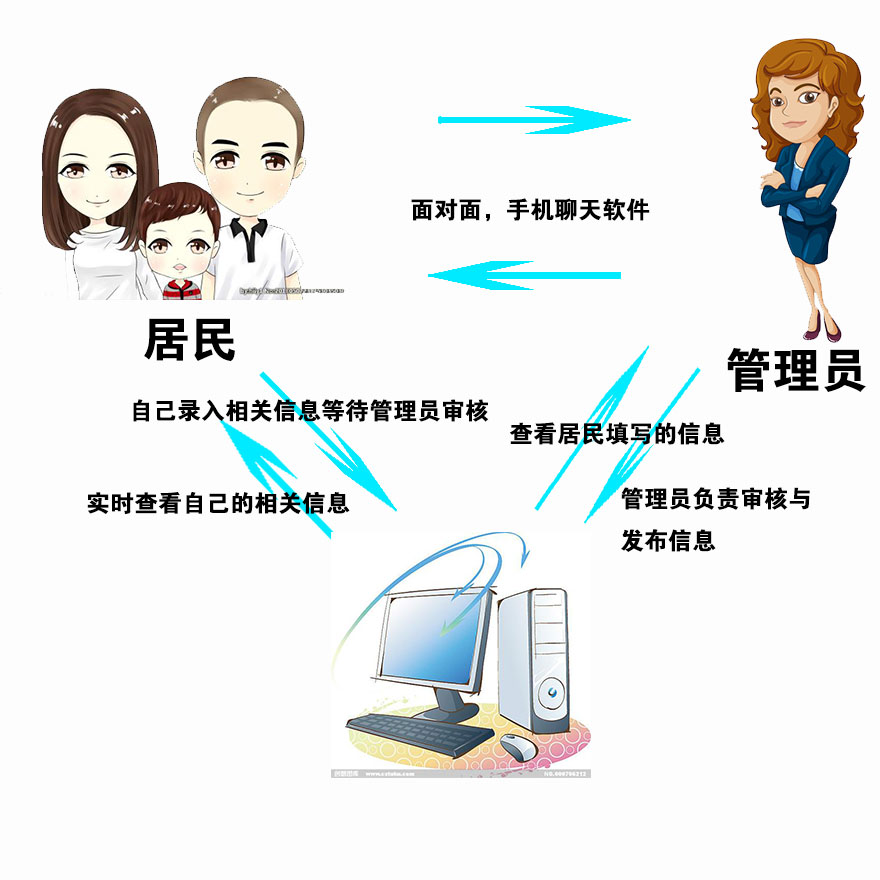 面对面，手机聊天软件
居民
管理员
自己录入相关信息等待管理员审核
查看居民填写的信息
实时查看自己的相关信息
管理员负责审核与
发布信息